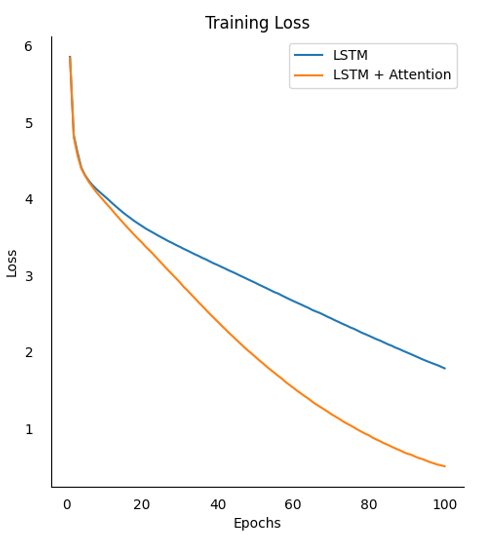 Training Loss
LSTM
LSTM + Attention
6
5
4
3
2
1
Loss
0 20 40 60 80 100
Epochs